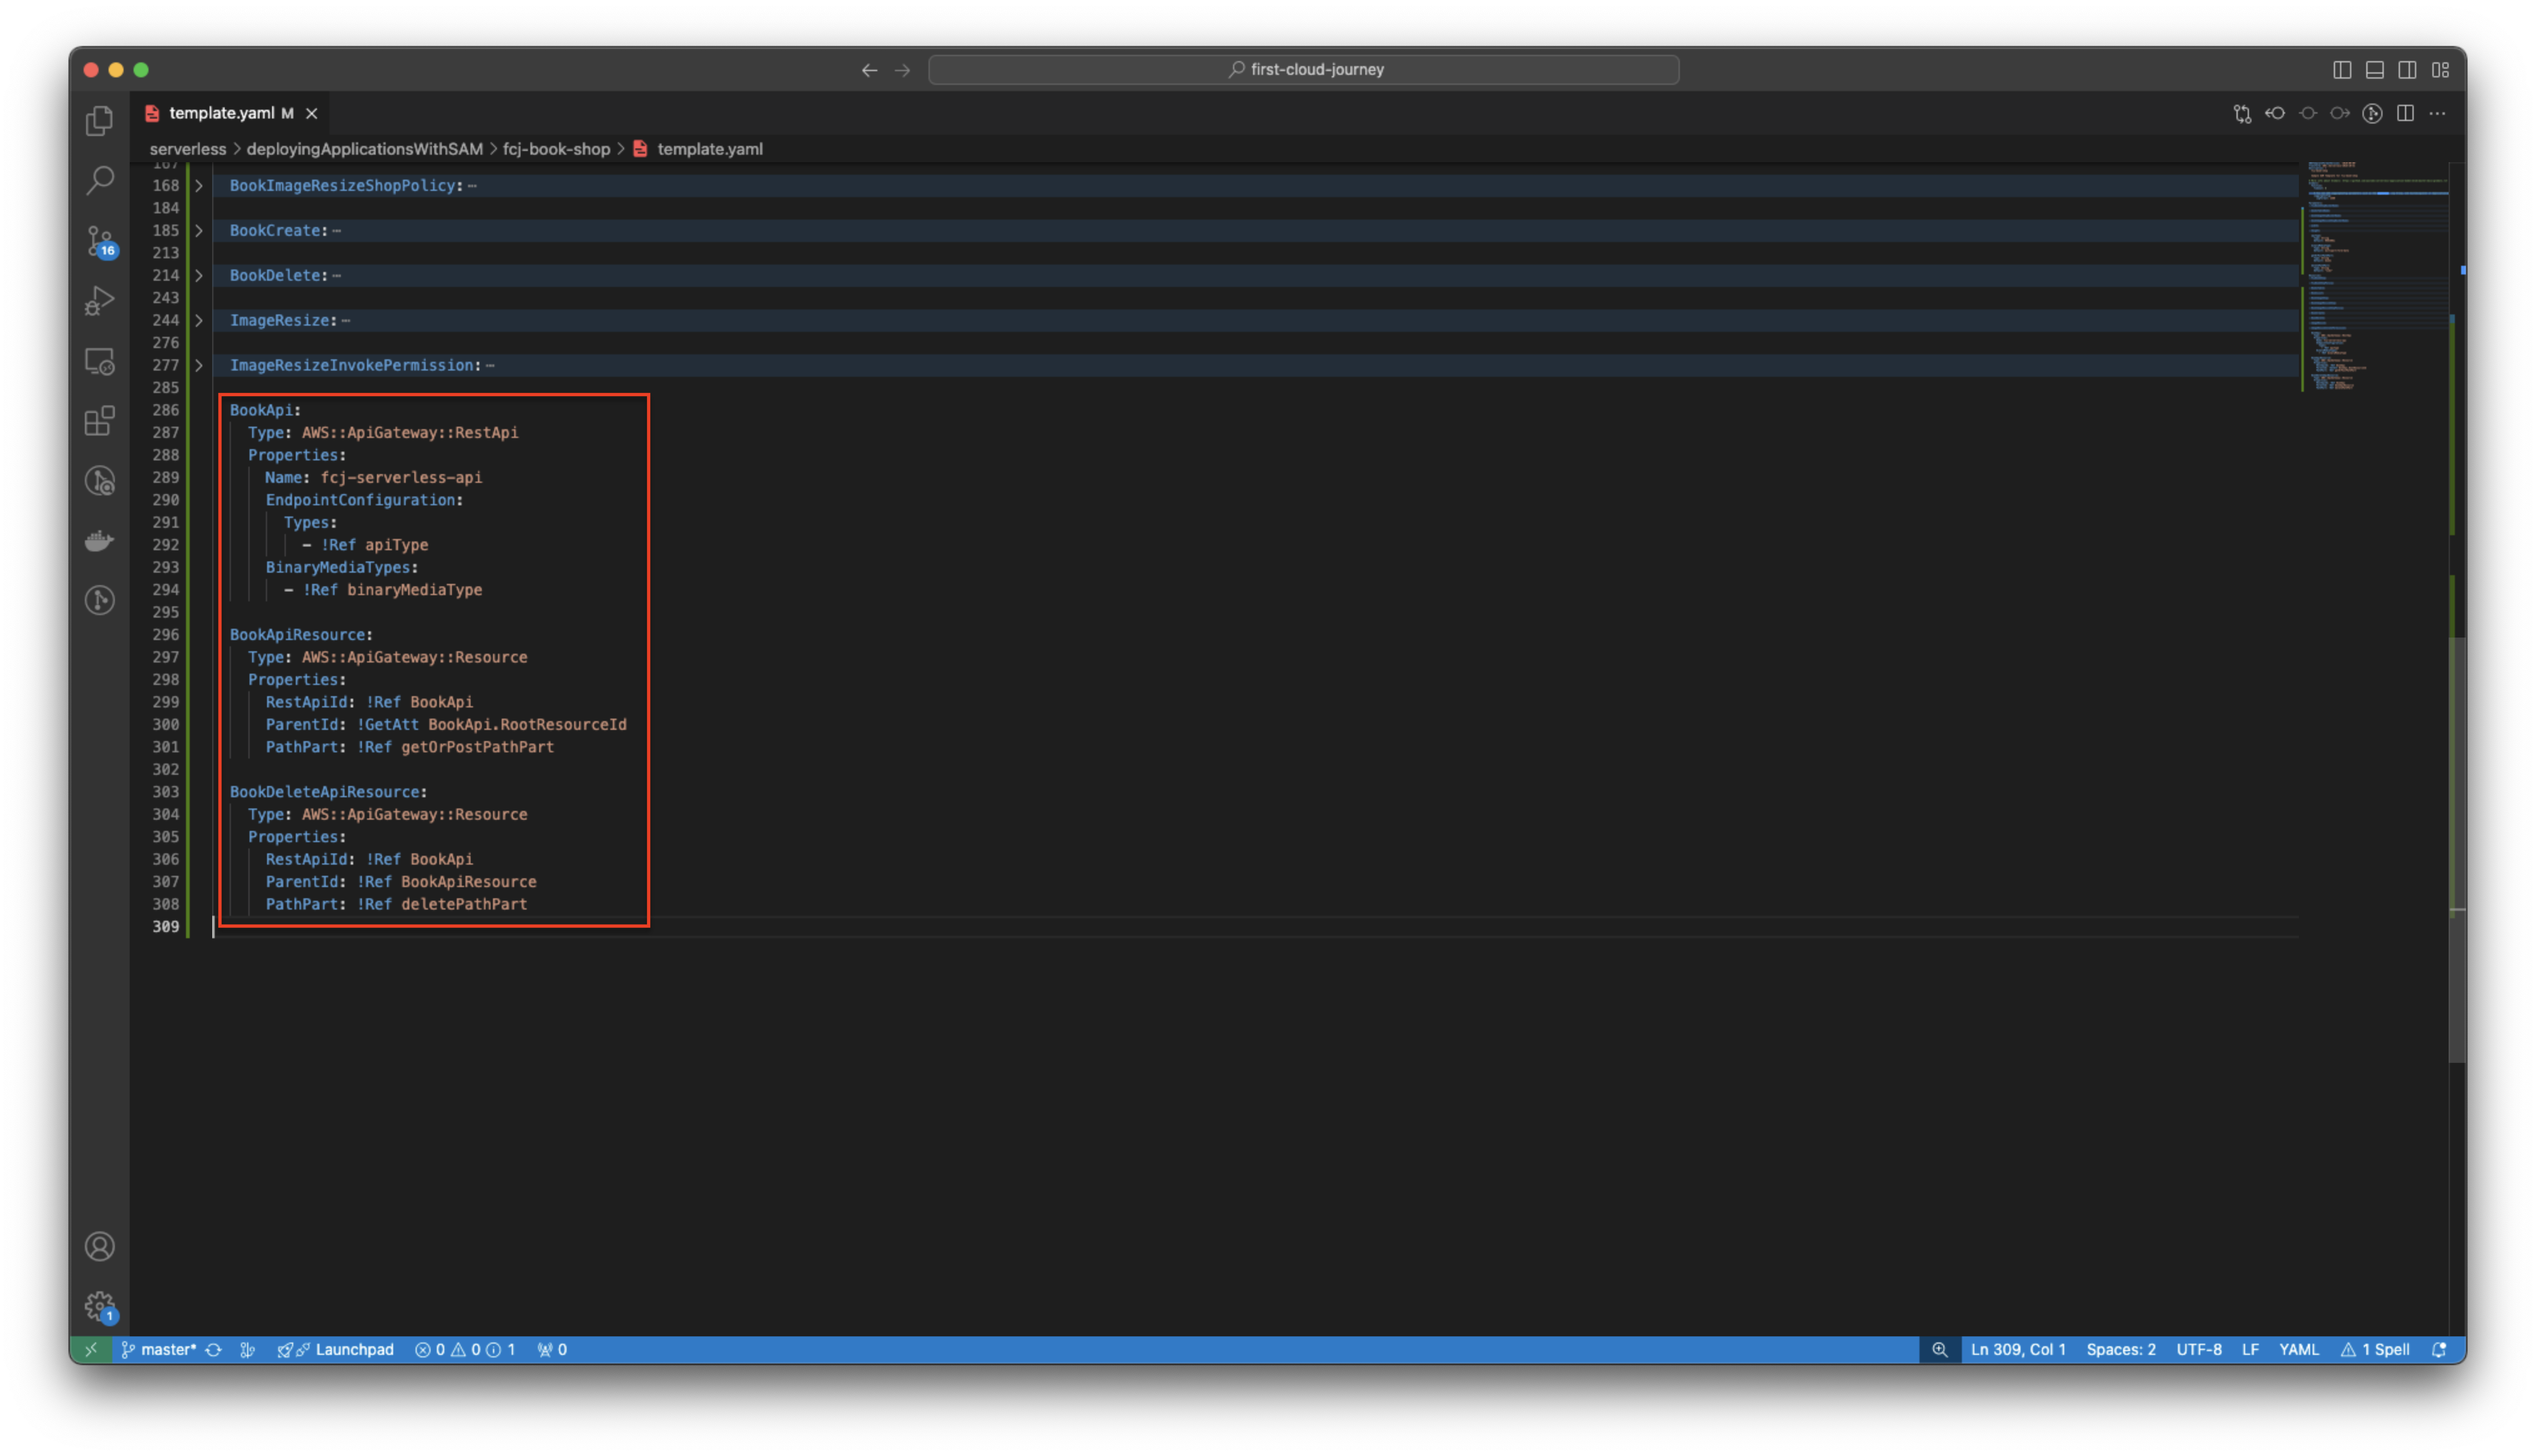 first-cloud-journey
template.yaml M
serverless > deployingApplicationsWithSAM > fcj-book-shop > template.yaml
167
168 BookImageResizeShopPolicy:
184
185 BookCreate:
213
214 BookDelete:
243
244 ImageResize:
276
277 ImageResizeInvokePermission:
285
286 BookApi:
287 Type: AWS::ApiGateway::RestApi
288 Properties:
289 Name: fcj-serverless-api
290 EndpointConfiguration:
291 Types:
292 - !Ref apiType
293 BinaryMediaTypes:
294 - !Ref binaryMediaType
295
296 BookApiResource:
297 Type: AWS::ApiGateway::Resource
298 Properties:
299 RestApiId: !Ref BookApi
300 ParentId: !GetAtt BookApi.RootResourceId
301 PathPart: !Ref getOrPostPathPart
302
303 BookDeleteApiResource:
304 Type: AWS::ApiGateway::Resource
305 Properties:
306 RestApiId: !Ref BookApi
307 ParentId: !Ref BookApiResource
308 PathPart: !Ref deletePathPart
309
16
1
master* Launchpad 0 0 1 0 Ln 309, Col 1 Spaces: 2 UTF-8 LF YAML 1 Spell